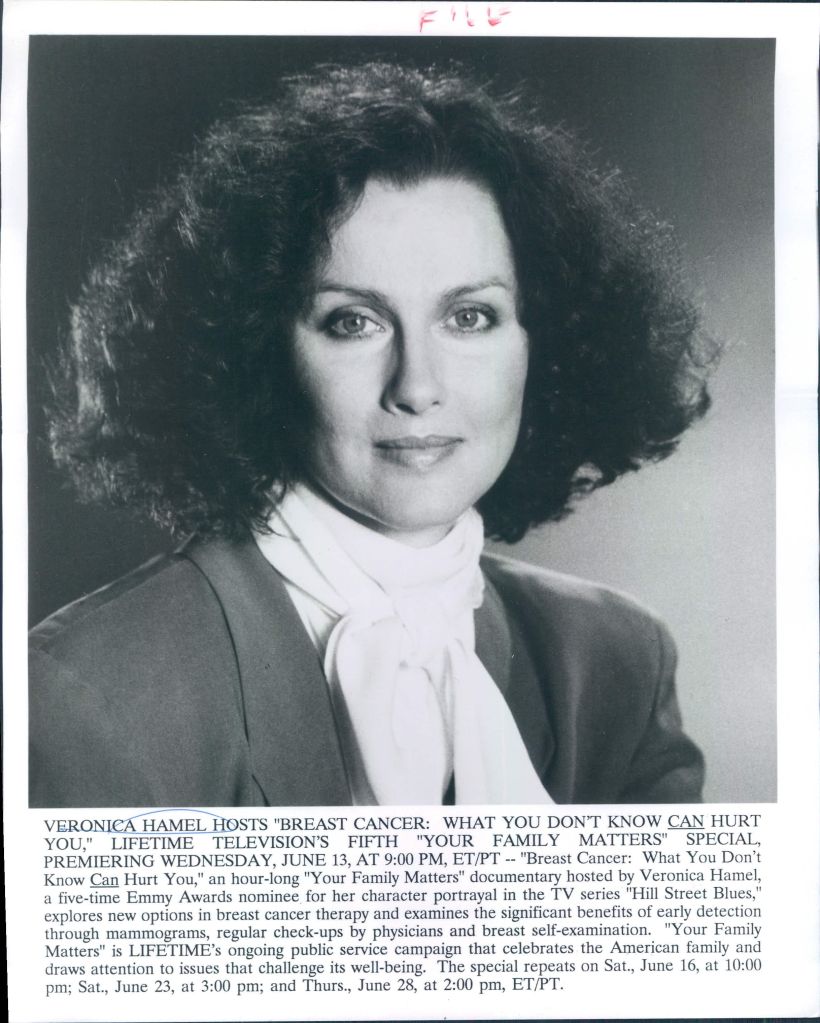 FILE
VERONICA HAMEL HOSTS "BREAST CANCER: WHAT YOU DON'T KNOW CAN HURT
YOU," LIFETIME TELEVISION'S FIFTH "YOUR FAMILY MATTERS" SPECIAL,
PREMIERING WEDNESDAY, JUNE 13, AT 9:00 PM, ET/PT -- "Breast Cancer: What You Don't
Know Can Hurt You," an hour-long "Your Family Matters" documentary hosted by Veronica Hamel,
a five-time Emmy Awards nominee for her character portrayal in the TV series "Hill Street Blues,"
explores new options in breast cancer therapy and examines the significant benefits of early detection
through mammograms, regular check-ups by physicians and breast self-examination. "Your Family
Matters" is LIFETIME's ongoing public service campaign that celebrates the American family and
draws attention to issues that challenge its well-being. The special repeats on Sat., June 16, at 10:00
pm; Sat., June 23, at 3:00 pm; and Thurs., June 28, at 2:00 pm, ET/PT.